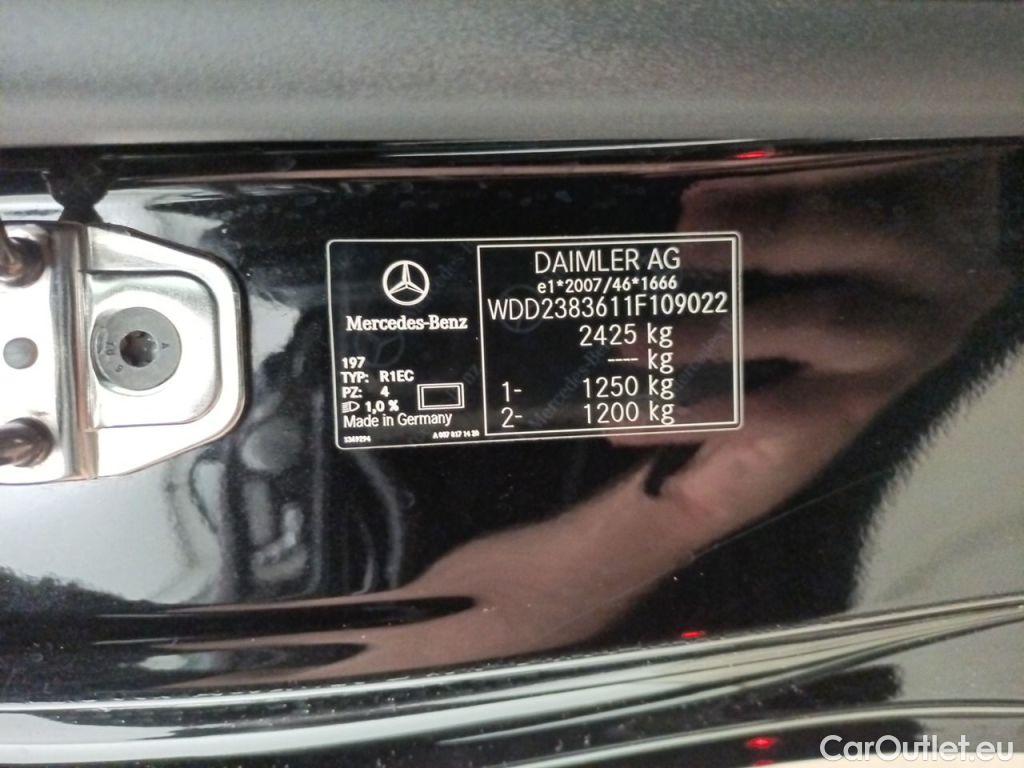 DAIMLER AG
e1*2007/46*1666
WDD2383611F109022
2425 kg
---- kg
1- 1250 kg
2- 1200 kg
Mercedes-Benz
197
TYP: R1EC
PZ: 4
1,0 %
Made in Germany
CarOutlet.eu